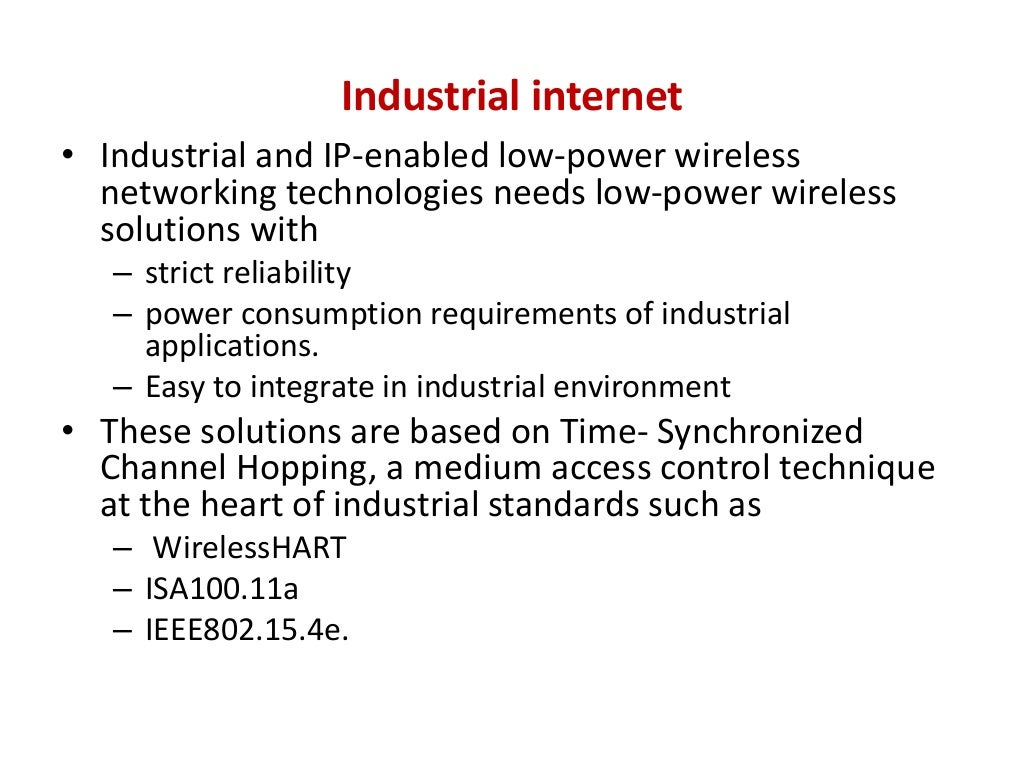 Industrial internet
• Industrial and IP-enabled low-power wireless
networking technologies needs low-power wireless
solutions with
– strict reliability
– power consumption requirements of industrial
applications.
– Easy to integrate in industrial environment
• These solutions are based on Time- Synchronized
Channel Hopping, a medium access control technique
at the heart of industrial standards such as
– WirelessHART
– ISA100.11a
– IEEE802.15.4e.